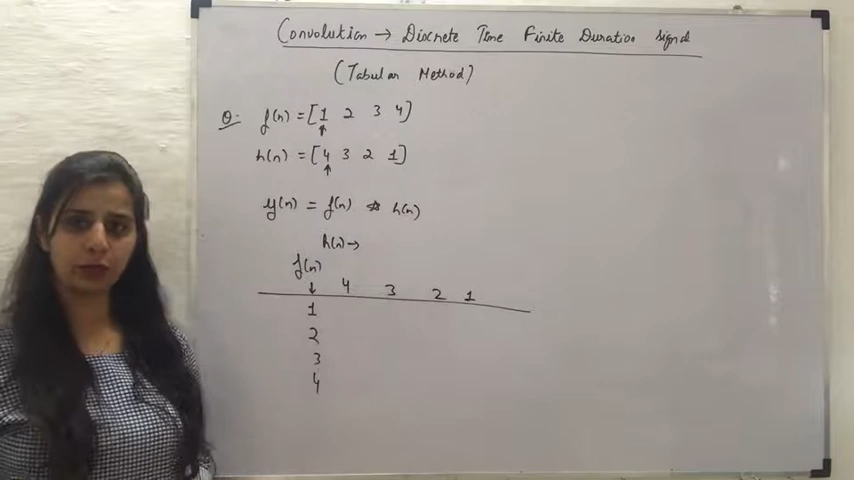 Convolution → Discrete Time Finite Duration Signal
(Tabular Method)
Q. f(n) = [1 2 3 4]
↑
h(n) = [4 3 2 1]
↑
y(n) = f(n) * h(n)
h(n) →
f(n)
↓ 4 3 2 1
1
2
3
4